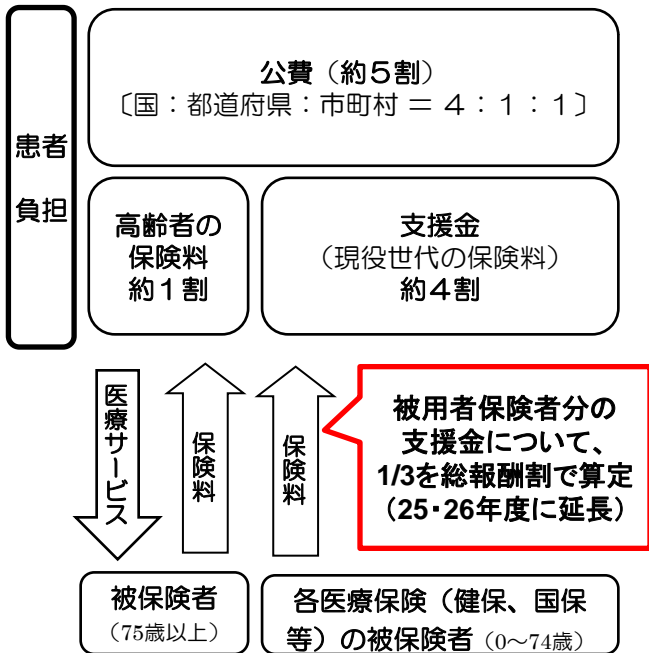 患者
負担
公費（約５割）
〔国：都道府県：市町村 ＝ ４：１：１〕
高齢者の
保険料
約１割
支援金
（現役世代の保険料）
約４割
医療サービス
保険料
保険料
被用者保険者分の
支援金について、
1/3を総報酬割で算定
（25・26年度に延長）
被保険者
（75歳以上）
各医療保険（健保、国保
等）の被保険者（0～74歳）